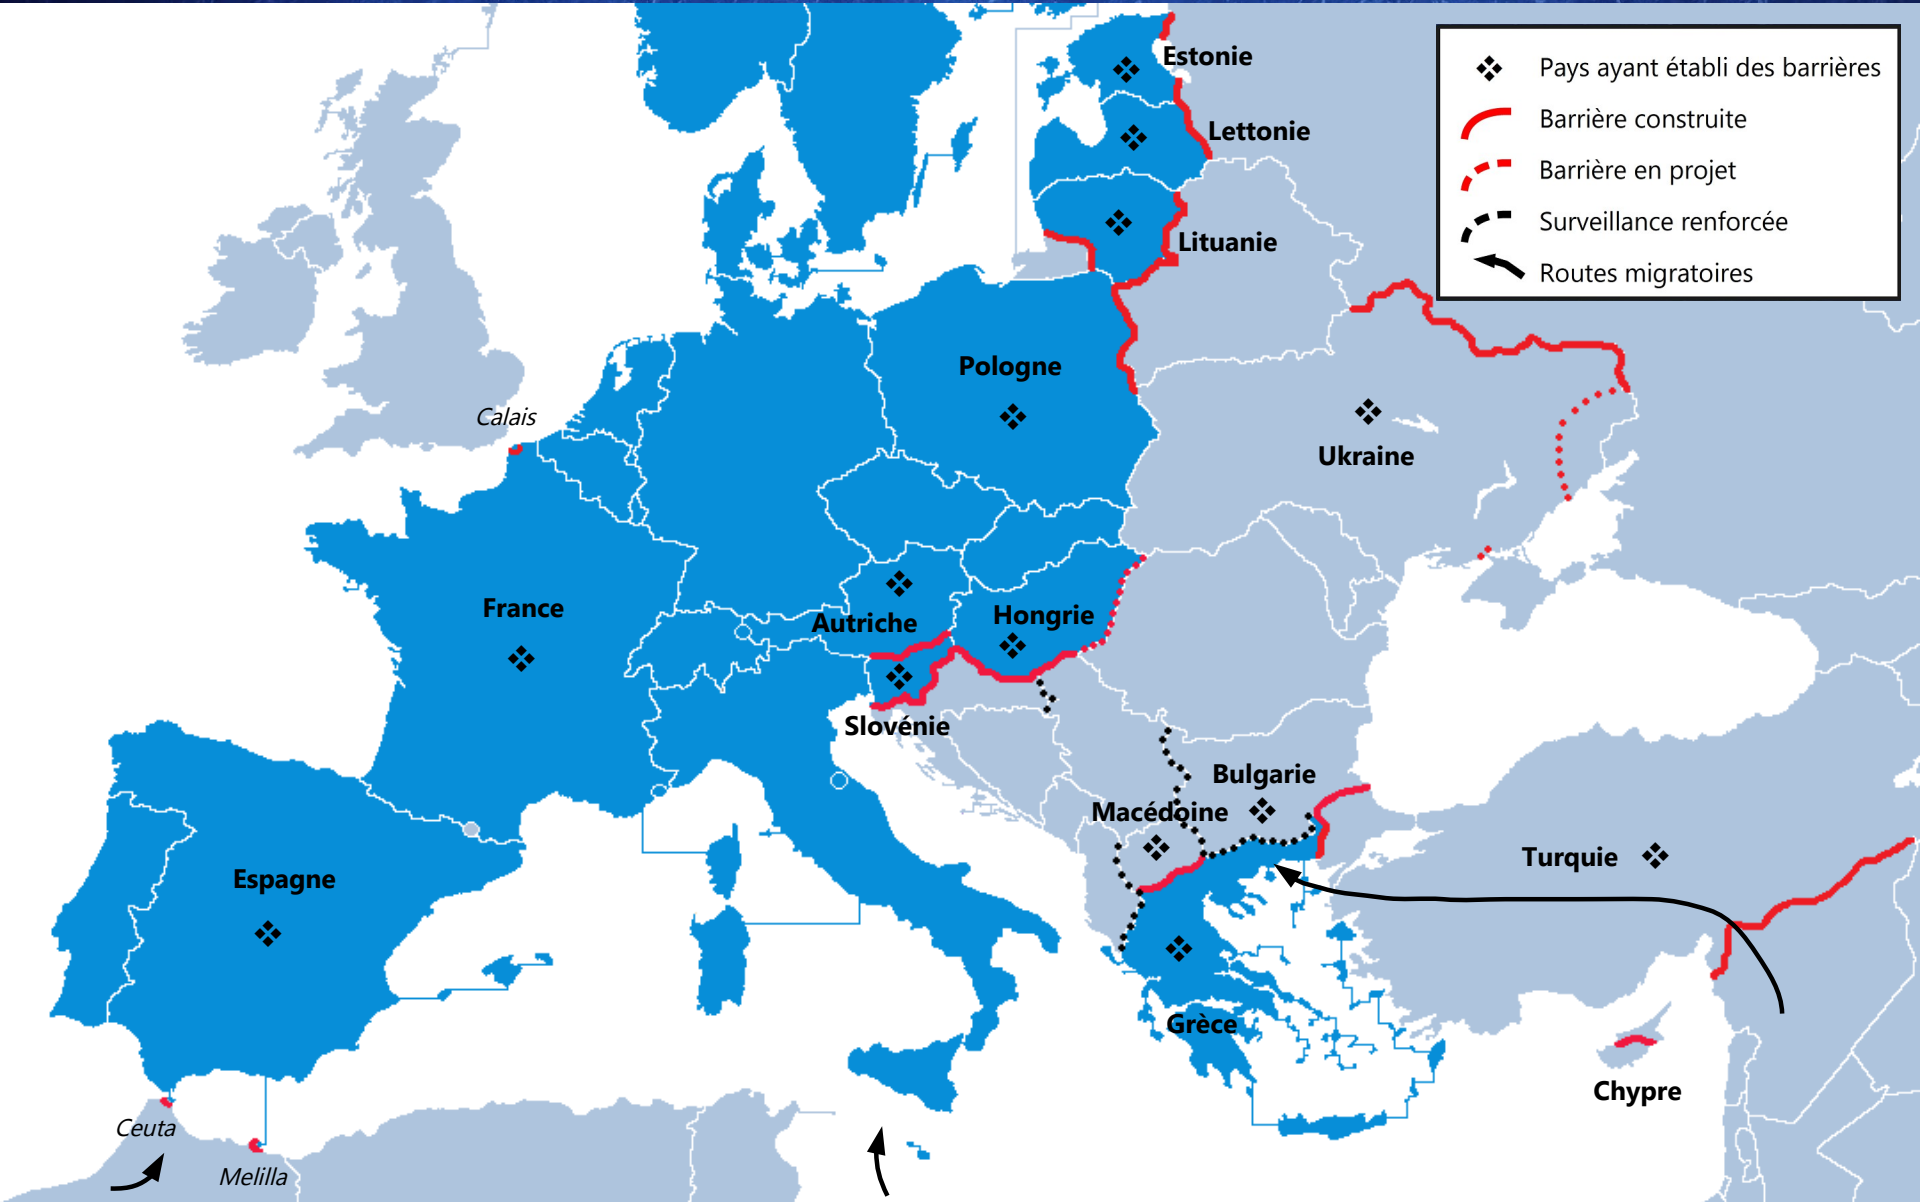 Estonie
Pays ayant établi des barrières
Barrière construite
Lettonie
Barrière en projet
Surveillance renforcée
Lituanie
Routes migratoires
Pologne
Calais
Ukraine
France
Autriche
Hongrie
Slovénie
Bulgarie
Macédoine
Turquie
Espagne
Grèce
Chypre
Ceuta
Melilla